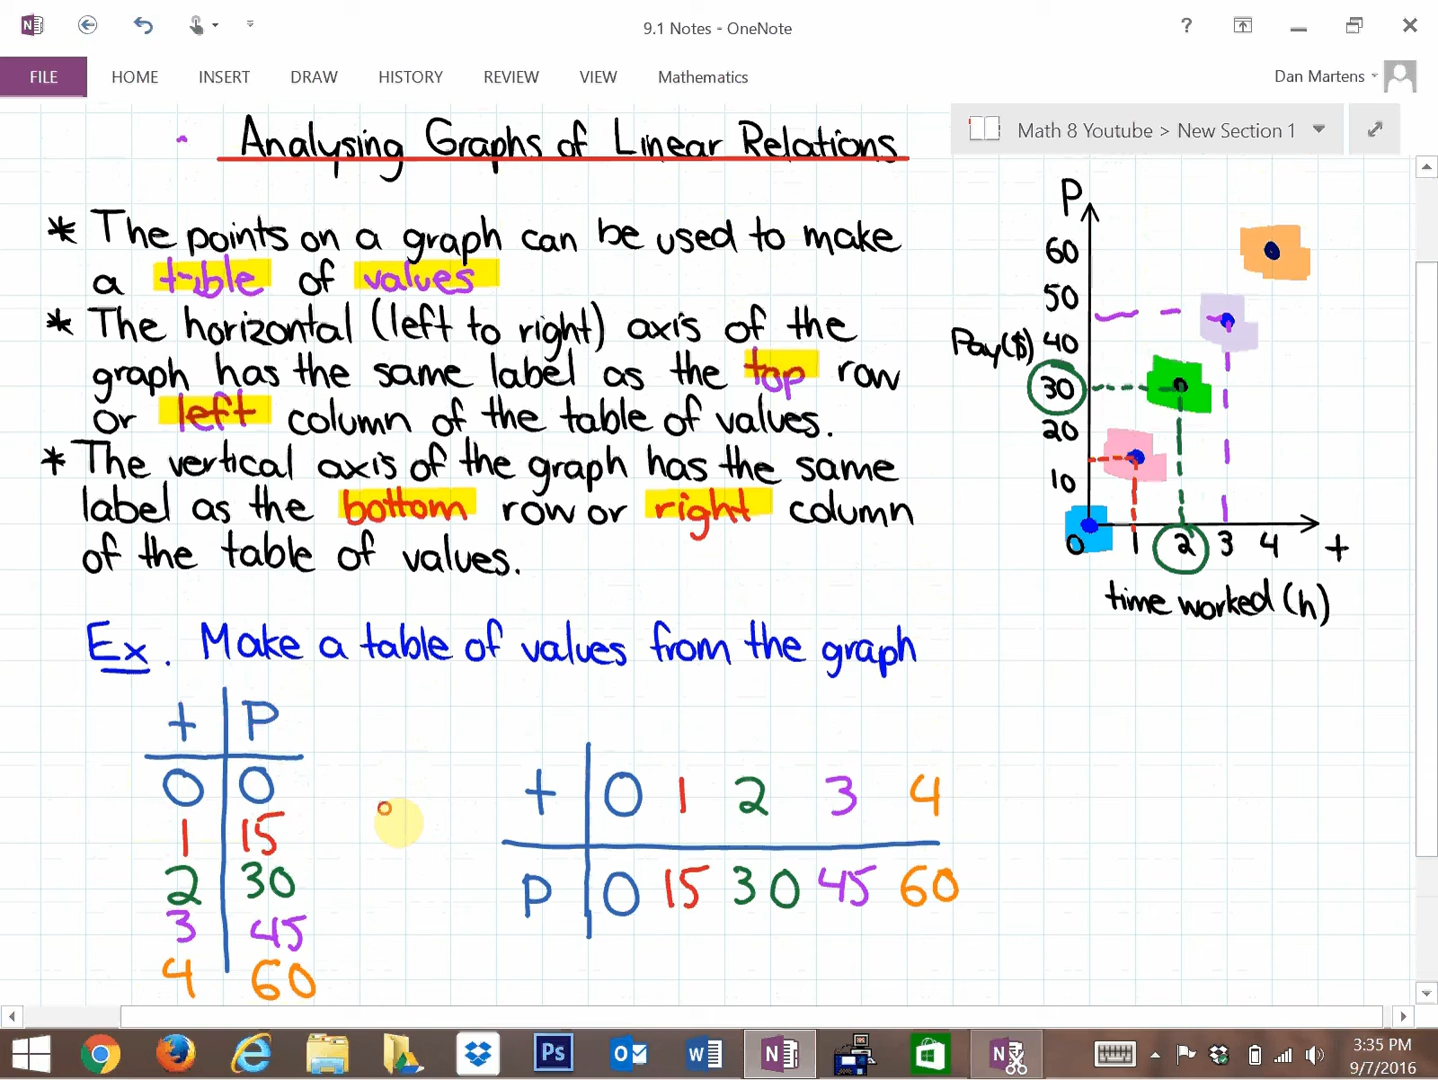 9.1 Notes - OneNote
?
FILE HOME INSERT DRAW HISTORY REVIEW VIEW Mathematics
Dan Martens
Math 8 Youtube > New Section 1
Analysing Graphs of Linear Relations
* The points on a graph can be used to make
a table of values
* The horizontal (left to right) axis of the
graph has the same label as the top row
or left column of the table of values.
* The vertical axis of the graph has the same
label as the bottom row or right column
of the table of values.
P
60
50
Pay($) 40
30
20
10
0 1 2 3 4 t
time worked (h)
Ex. Make a table of values from the graph
t P
0 0
1 15
2 30
3 45
4 60
t 0 1 2 3 4
P 0 15 30 45 60
Ps
3:35 PM
9/7/2016